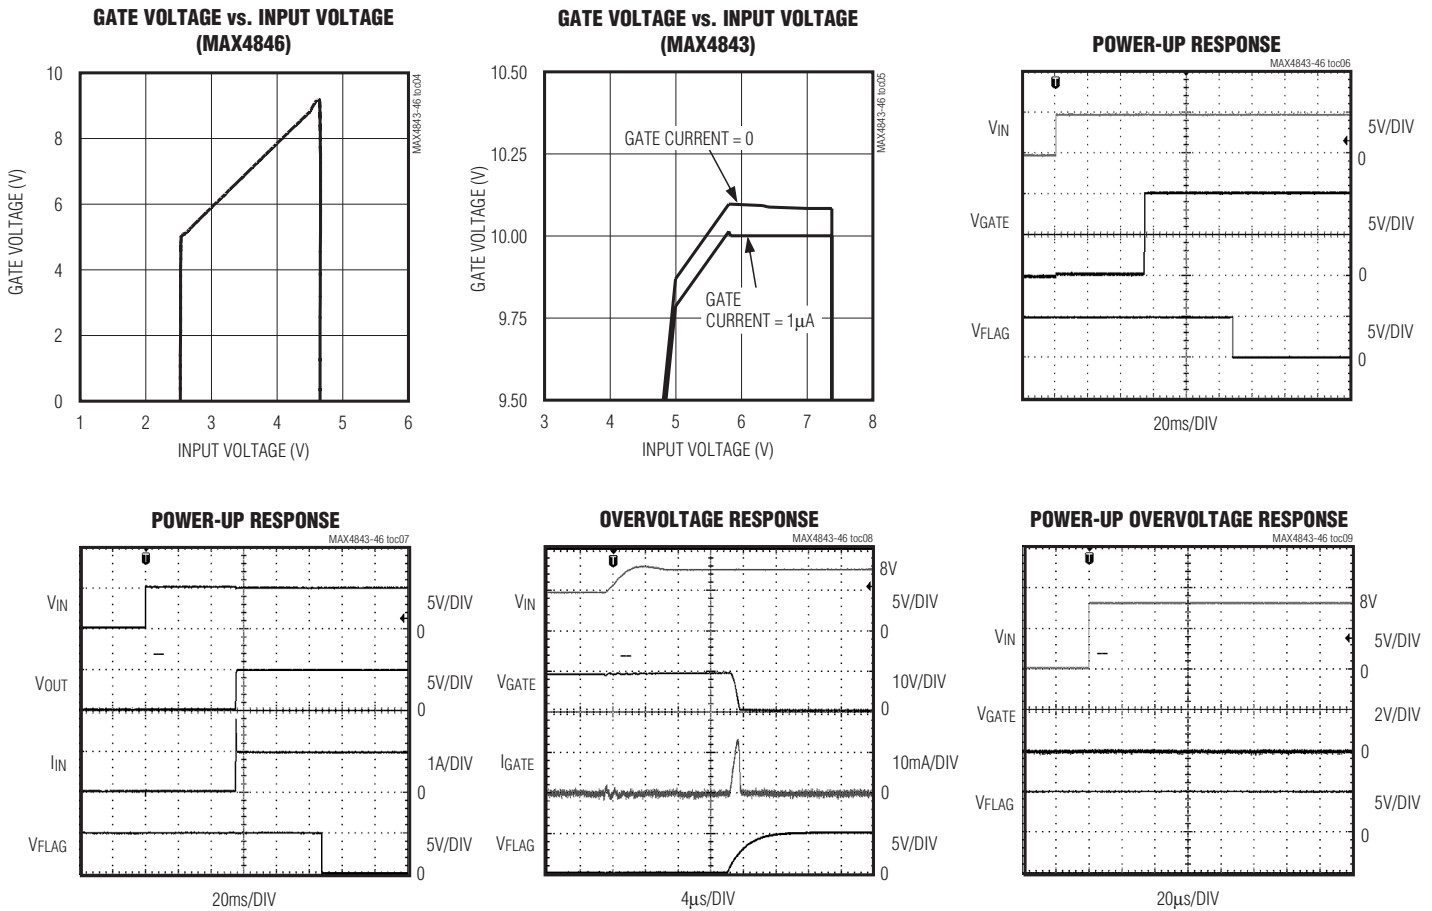 GATE VOLTAGE vs. INPUT VOLTAGE
(MAX4846)
MAX4843-46 toc04
GATE VOLTAGE (V)
10
8
6
4
2
0
1 2 3 4 5 6
INPUT VOLTAGE (V)
GATE VOLTAGE vs. INPUT VOLTAGE
(MAX4843)
MAX4843-46 toc05
GATE VOLTAGE (V)
10.50
10.25
10.00
9.75
9.50
GATE CURRENT = 0
GATE
CURRENT = 1μA
3 4 5 6 7 8
INPUT VOLTAGE (V)
POWER-UP RESPONSE
MAX4843-46 toc06
T
VIN
5V/DIV
0
VGATE
5V/DIV
0
VFLAG
5V/DIV
0
20ms/DIV
POWER-UP RESPONSE
MAX4843-46 toc07
T
VIN
5V/DIV
0
VOUT
5V/DIV
0
IIN
1A/DIV
0
VFLAG
5V/DIV
0
20ms/DIV
OVERVOLTAGE RESPONSE
MAX4843-46 toc08
T
8V
VIN
5V/DIV
0
VGATE
10V/DIV
0
IGATE
10mA/DIV
0
VFLAG
5V/DIV
0
4μs/DIV
POWER-UP OVERVOLTAGE RESPONSE
MAX4843-46 toc09
T
8V
VIN
5V/DIV
0
VGATE
2V/DIV
0
VFLAG
5V/DIV
0
20μs/DIV